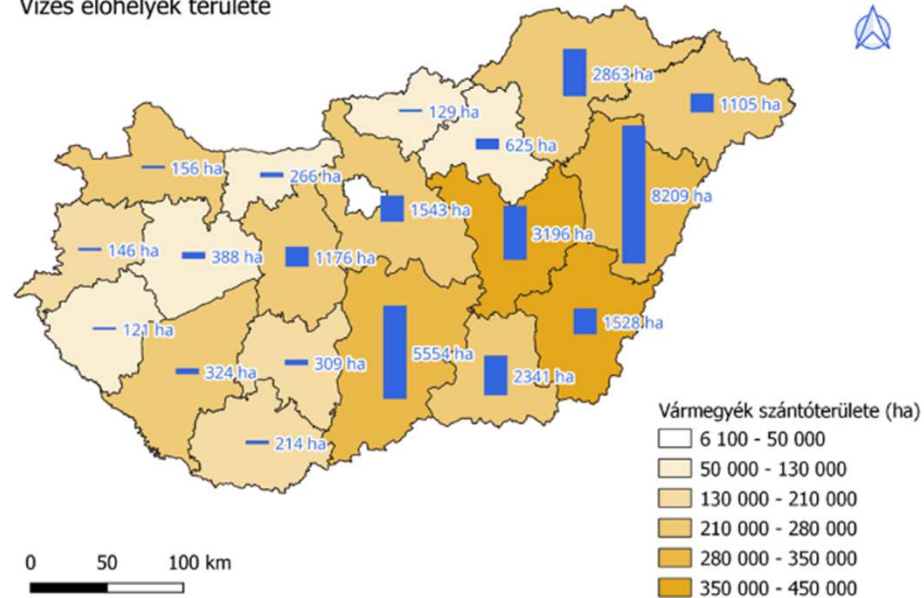 Vizes élőhelyek területe
2863 ha
1105 ha
129 ha
625 ha
156 ha
266 ha
8209 ha
1543 ha
3196 ha
146 ha
388 ha
1176 ha
1528 ha
121 ha
324 ha
309 ha
5554 ha
2341 ha
214 ha
Vármegyék szántóterülete (ha)
6 100 - 50 000
50 000 - 130 000
130 000 - 210 000
210 000 - 280 000
280 000 - 350 000
350 000 - 450 000
0 50 100 km